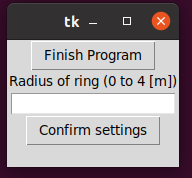 tk
Finish Program
Radius of ring (0 to 4 [m])
Confirm settings